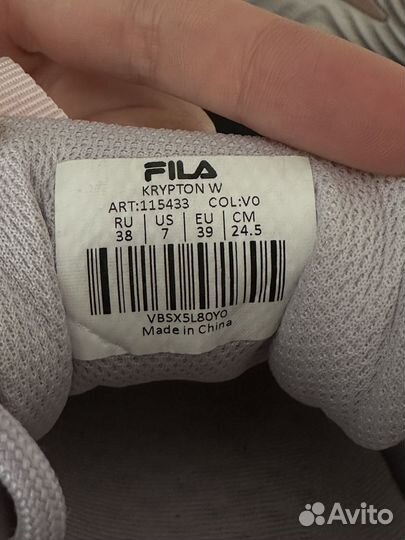 FILA
KRYPTON W
ART:115433 COL:V0
RU US EU CM
38 7 39 24.5
VBSX5L80Y0
Made in China
Avito